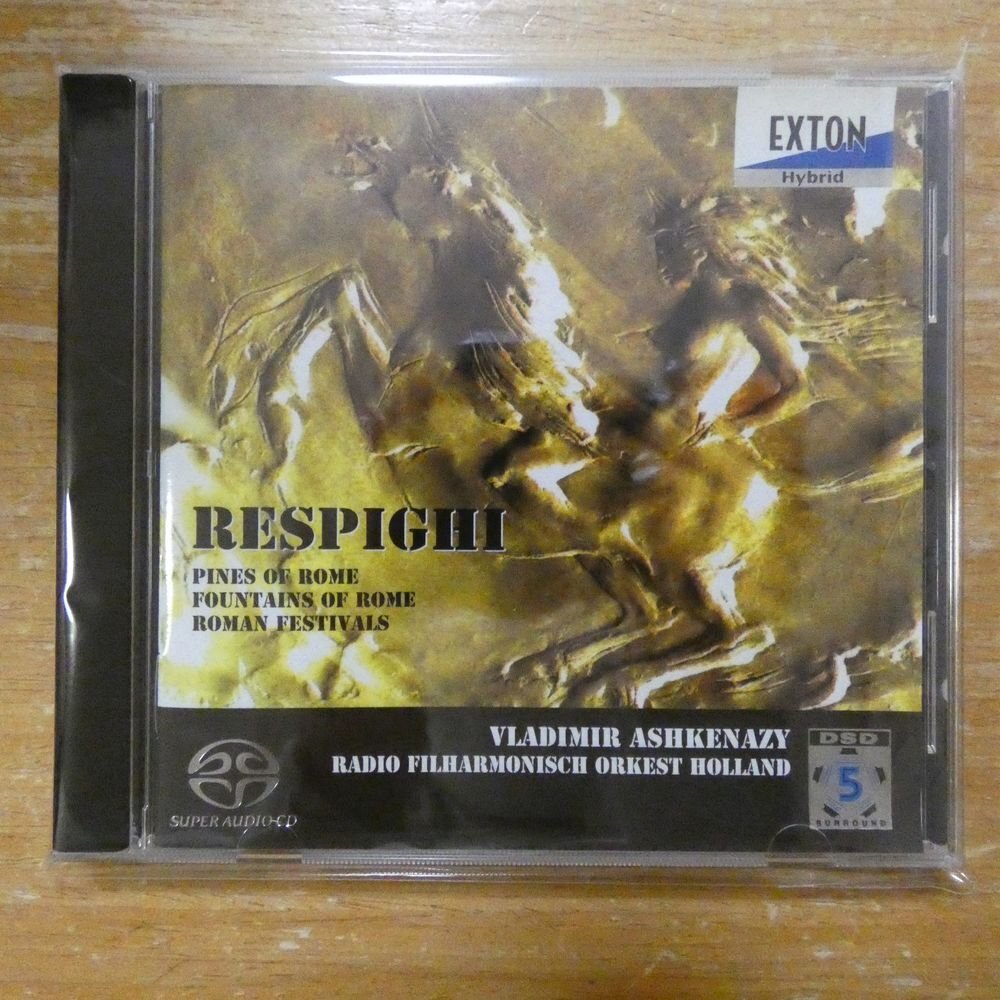 EXTON
Hybrid
RESPIGHI
PINES OF ROME
FOUNTAINS OF ROME
ROMAN FESTIVALS
VLADIMIR ASHKENAZY
RADIO FILHARMONISCH ORKEST HOLLAND
SUPER AUDIO CD
DSD
5
SURROUND